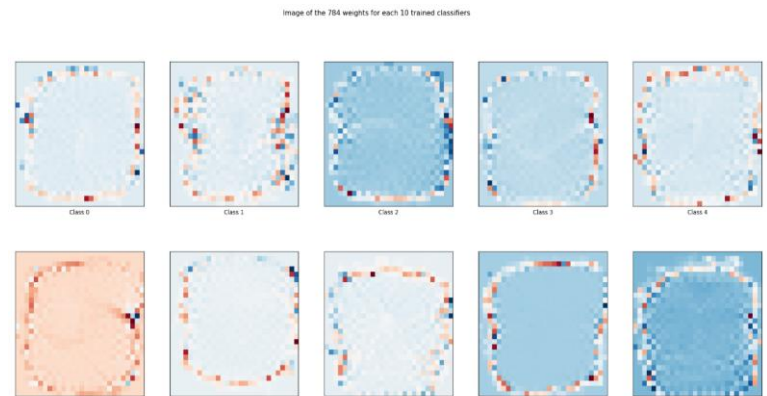 Image of the 784 weights for each 10 trained classifiers
Class 0
Class 1
Class 2
Class 3
Class 4